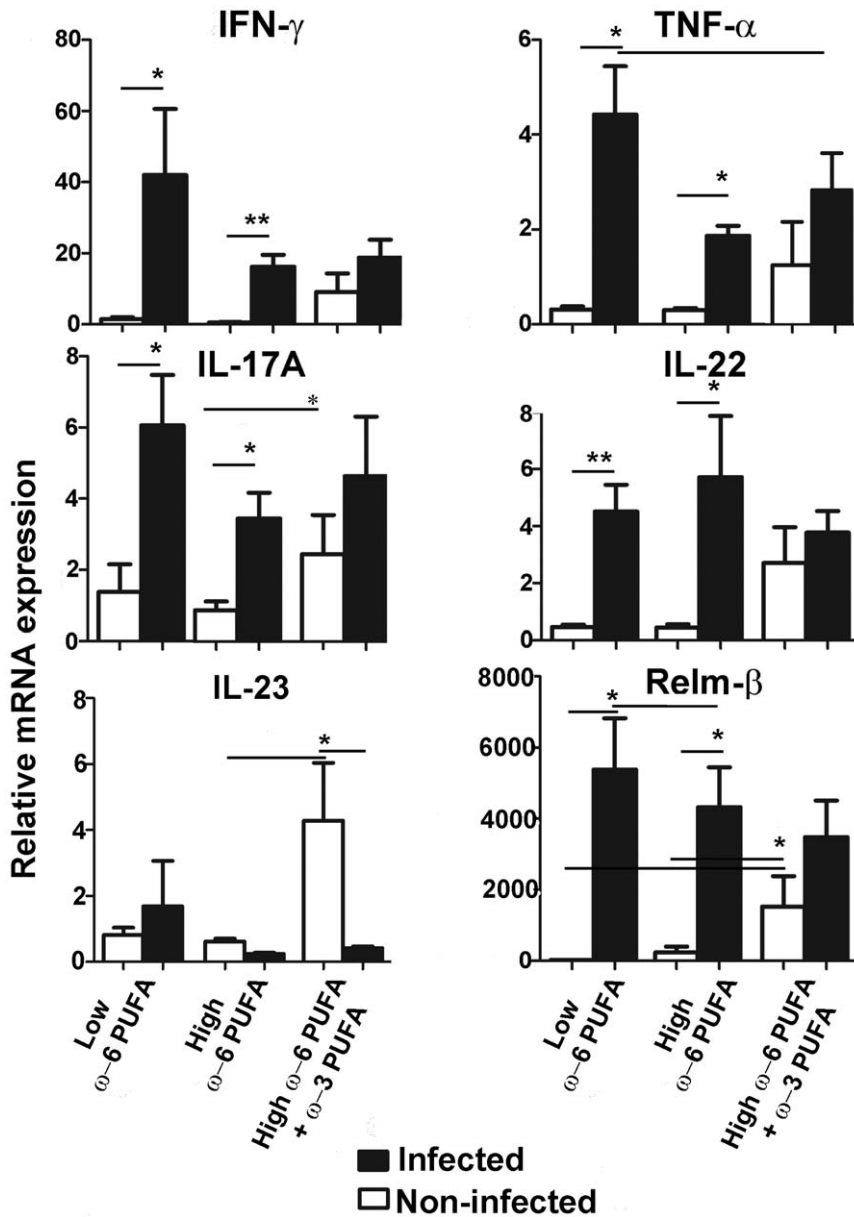 IFN-γ
TNF-α
80
60
40
20
0
*
**
6
4
2
0
*
*
IL-17A
IL-22
8
6
4
2
0
*
*
*
8
6
4
2
0
**
*
IL-23
Relm-β
8
6
4
2
0
*
8000
6000
4000
2000
0
*
*
*
Relative mRNA expression
Low
ω–6 PUFA
High
ω–6 PUFA
High ω–6 PUFA
+ ω–3 PUFA
Low
ω–6 PUFA
High
ω–6 PUFA
High ω–6 PUFA
+ ω–3 PUFA
Infected
Non-infected